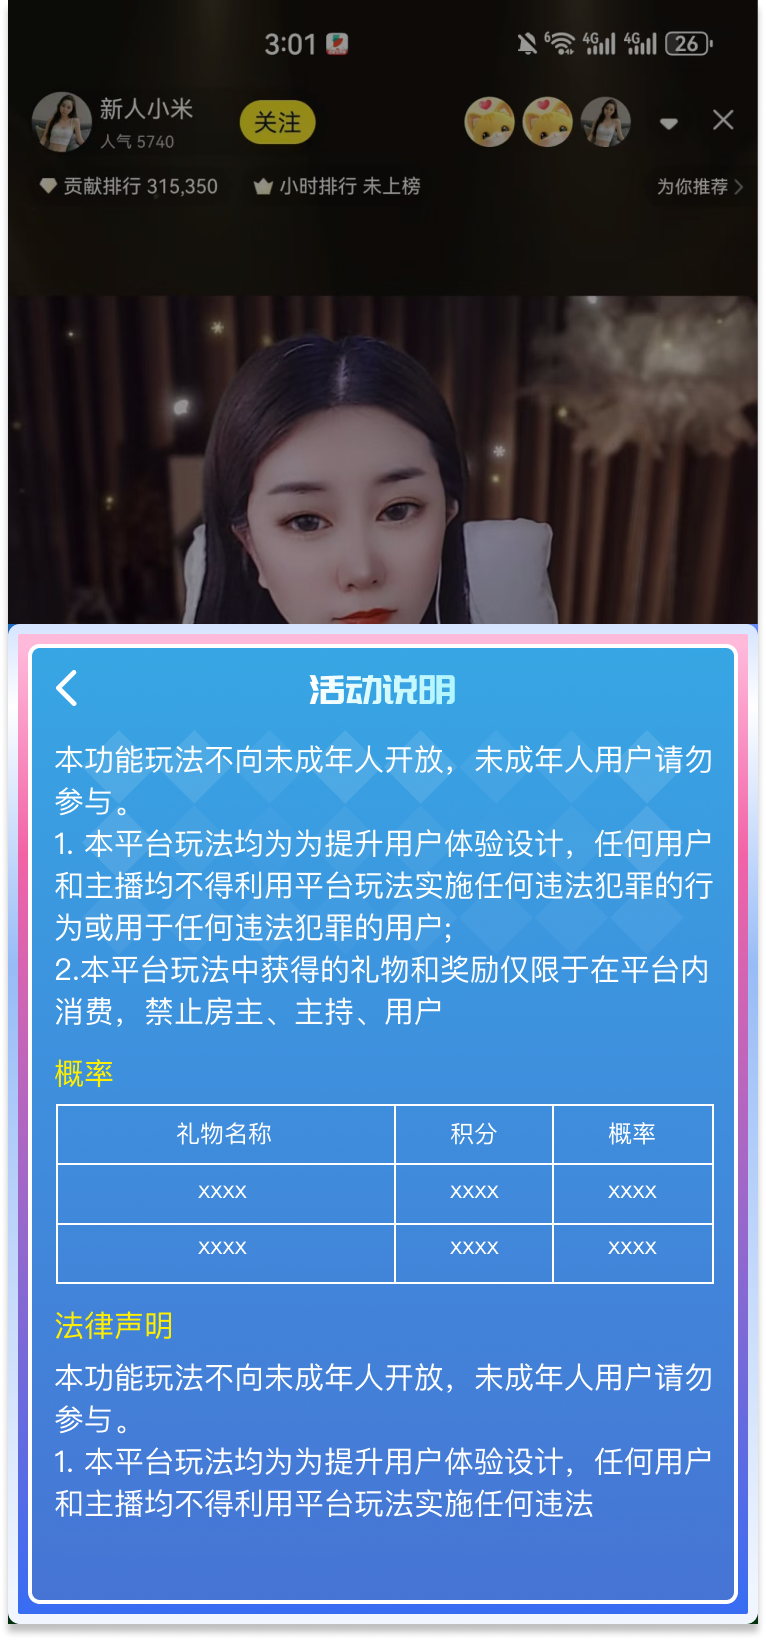 3:01
6 4G 4G 26
新人小米
人气 5740
关注
贡献排行 315,350
小时排行 未上榜
为你推荐
活动说明
本功能玩法不向未成年人开放，未成年人用户请勿
参与。
1. 本平台玩法均为为提升用户体验设计，任何用户
和主播均不得利用平台玩法实施任何违法犯罪的行
为或用于任何违法犯罪的用户;
2.本平台玩法中获得的礼物和奖励仅限于在平台内
消费，禁止房主、主持、用户
概率
礼物名称 积分 概率
xxxx xxxx xxxx
xxxx xxxx xxxx
法律声明
本功能玩法不向未成年人开放，未成年人用户请勿
参与。
1. 本平台玩法均为为提升用户体验设计，任何用户
和主播均不得利用平台玩法实施任何违法